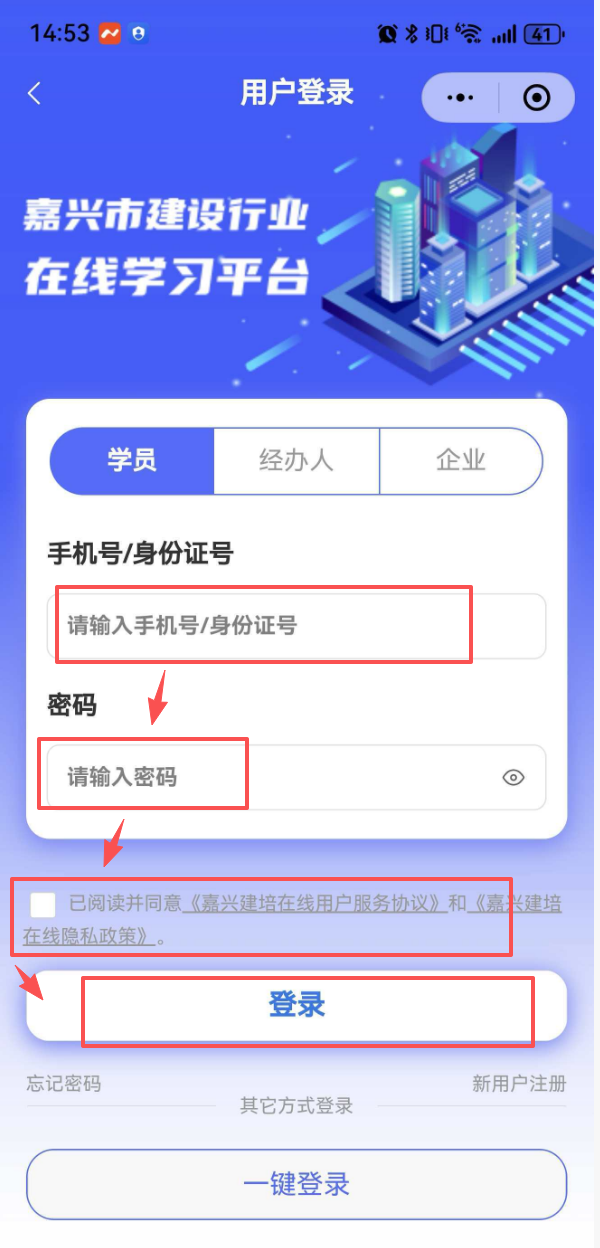 14:53
6+
41
用户登录
嘉兴市建设行业
在线学习平台
学员 经办人 企业
手机号/身份证号
请输入手机号/身份证号
密码
请输入密码
已阅读并同意《嘉兴建培在线用户服务协议》和《嘉兴建培
在线隐私政策》。
登录
忘记密码 新用户注册
其它方式登录
一键登录